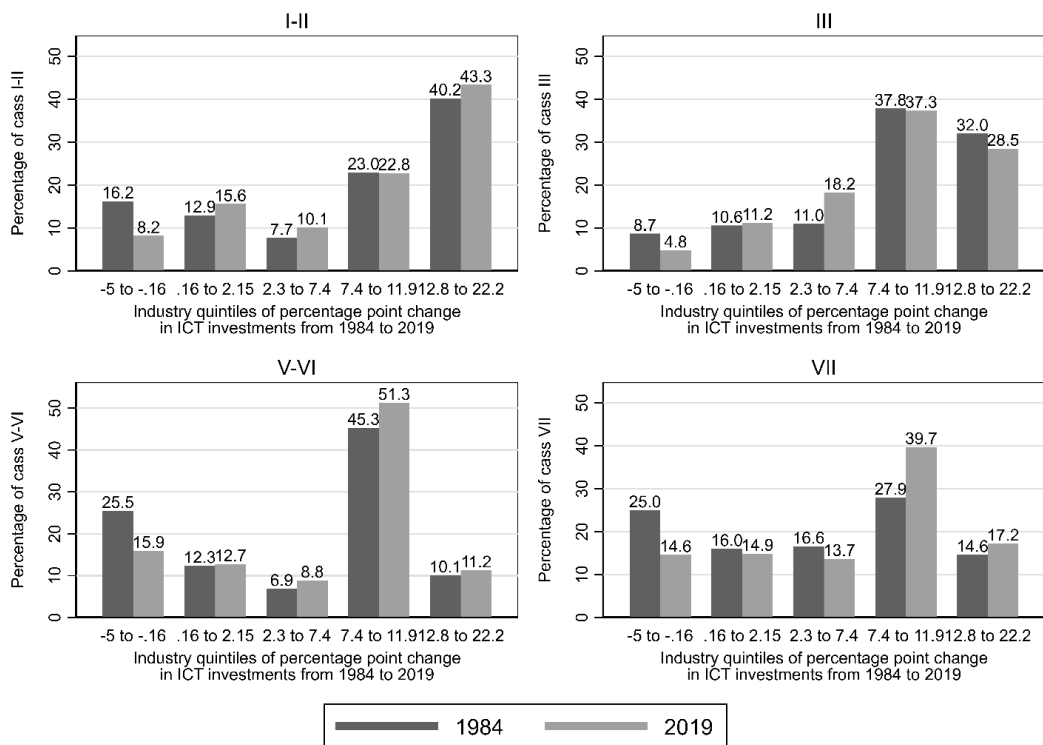 I-II
Percentage of cass I-II
0 10 20 30 40 50
16.2 8.2 12.9 15.6 7.7 10.1 23.0 22.8 40.2 43.3
-5 to -.16 .16 to 2.15 2.3 to 7.4 7.4 to 11.9 12.8 to 22.2
Industry quintiles of percentage point change
in ICT investments from 1984 to 2019
III
Percentage of cass III
0 10 20 30 40 50
8.7 4.8 10.6 11.2 11.0 18.2 37.8 37.3 32.0 28.5
-5 to -.16 .16 to 2.15 2.3 to 7.4 7.4 to 11.9 12.8 to 22.2
Industry quintiles of percentage point change
in ICT investments from 1984 to 2019
V-VI
Percentage of cass V-VI
0 10 20 30 40 50
25.5 15.9 12.3 12.7 6.9 8.8 45.3 51.3 10.1 11.2
-5 to -.16 .16 to 2.15 2.3 to 7.4 7.4 to 11.9 12.8 to 22.2
Industry quintiles of percentage point change
in ICT investments from 1984 to 2019
VII
Percentage of cass VII
0 10 20 30 40 50
25.0 14.6 16.0 14.9 16.6 13.7 27.9 39.7 14.6 17.2
-5 to -.16 .16 to 2.15 2.3 to 7.4 7.4 to 11.9 12.8 to 22.2
Industry quintiles of percentage point change
in ICT investments from 1984 to 2019
1984 2019